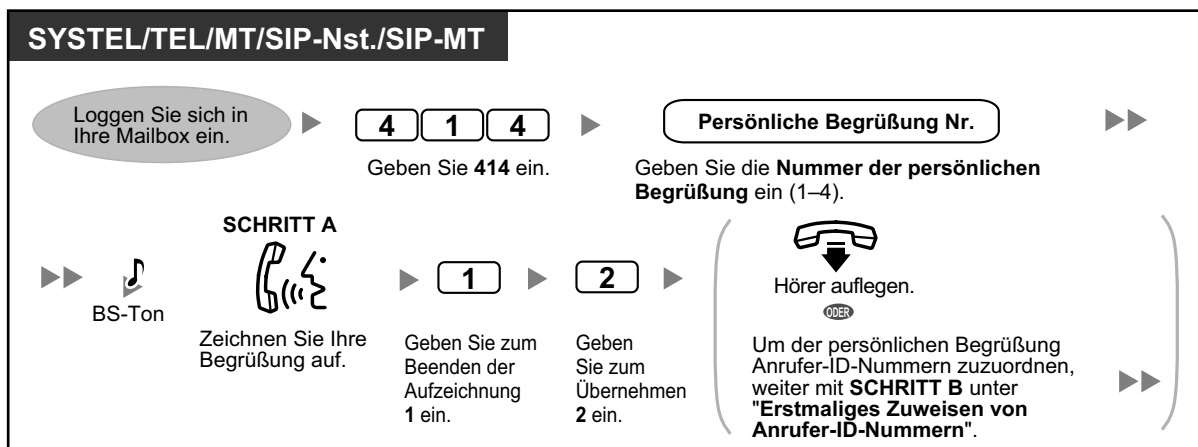 SYSTEL/TEL/MT/SIP-Nst./SIP-MT
Loggen Sie sich in
Ihre Mailbox ein.
4 1 4
Geben Sie 414 ein.
Persönliche Begrüßung Nr.
Geben Sie die Nummer der persönlichen
Begrüßung ein (1–4).
BS-Ton
SCHRITT A
Zeichnen Sie Ihre
Begrüßung auf.
1
Geben Sie zum
Beenden der
Aufzeichnung
1 ein.
2
Geben
Sie zum
Übernehmen
2 ein.
Hörer auflegen.
ODER
Um der persönlichen Begrüßung
Anrufer-ID-Nummern zuzuordnen,
weiter mit SCHRITT B unter
"Erstmaliges Zuweisen von
Anrufer-ID-Nummern".